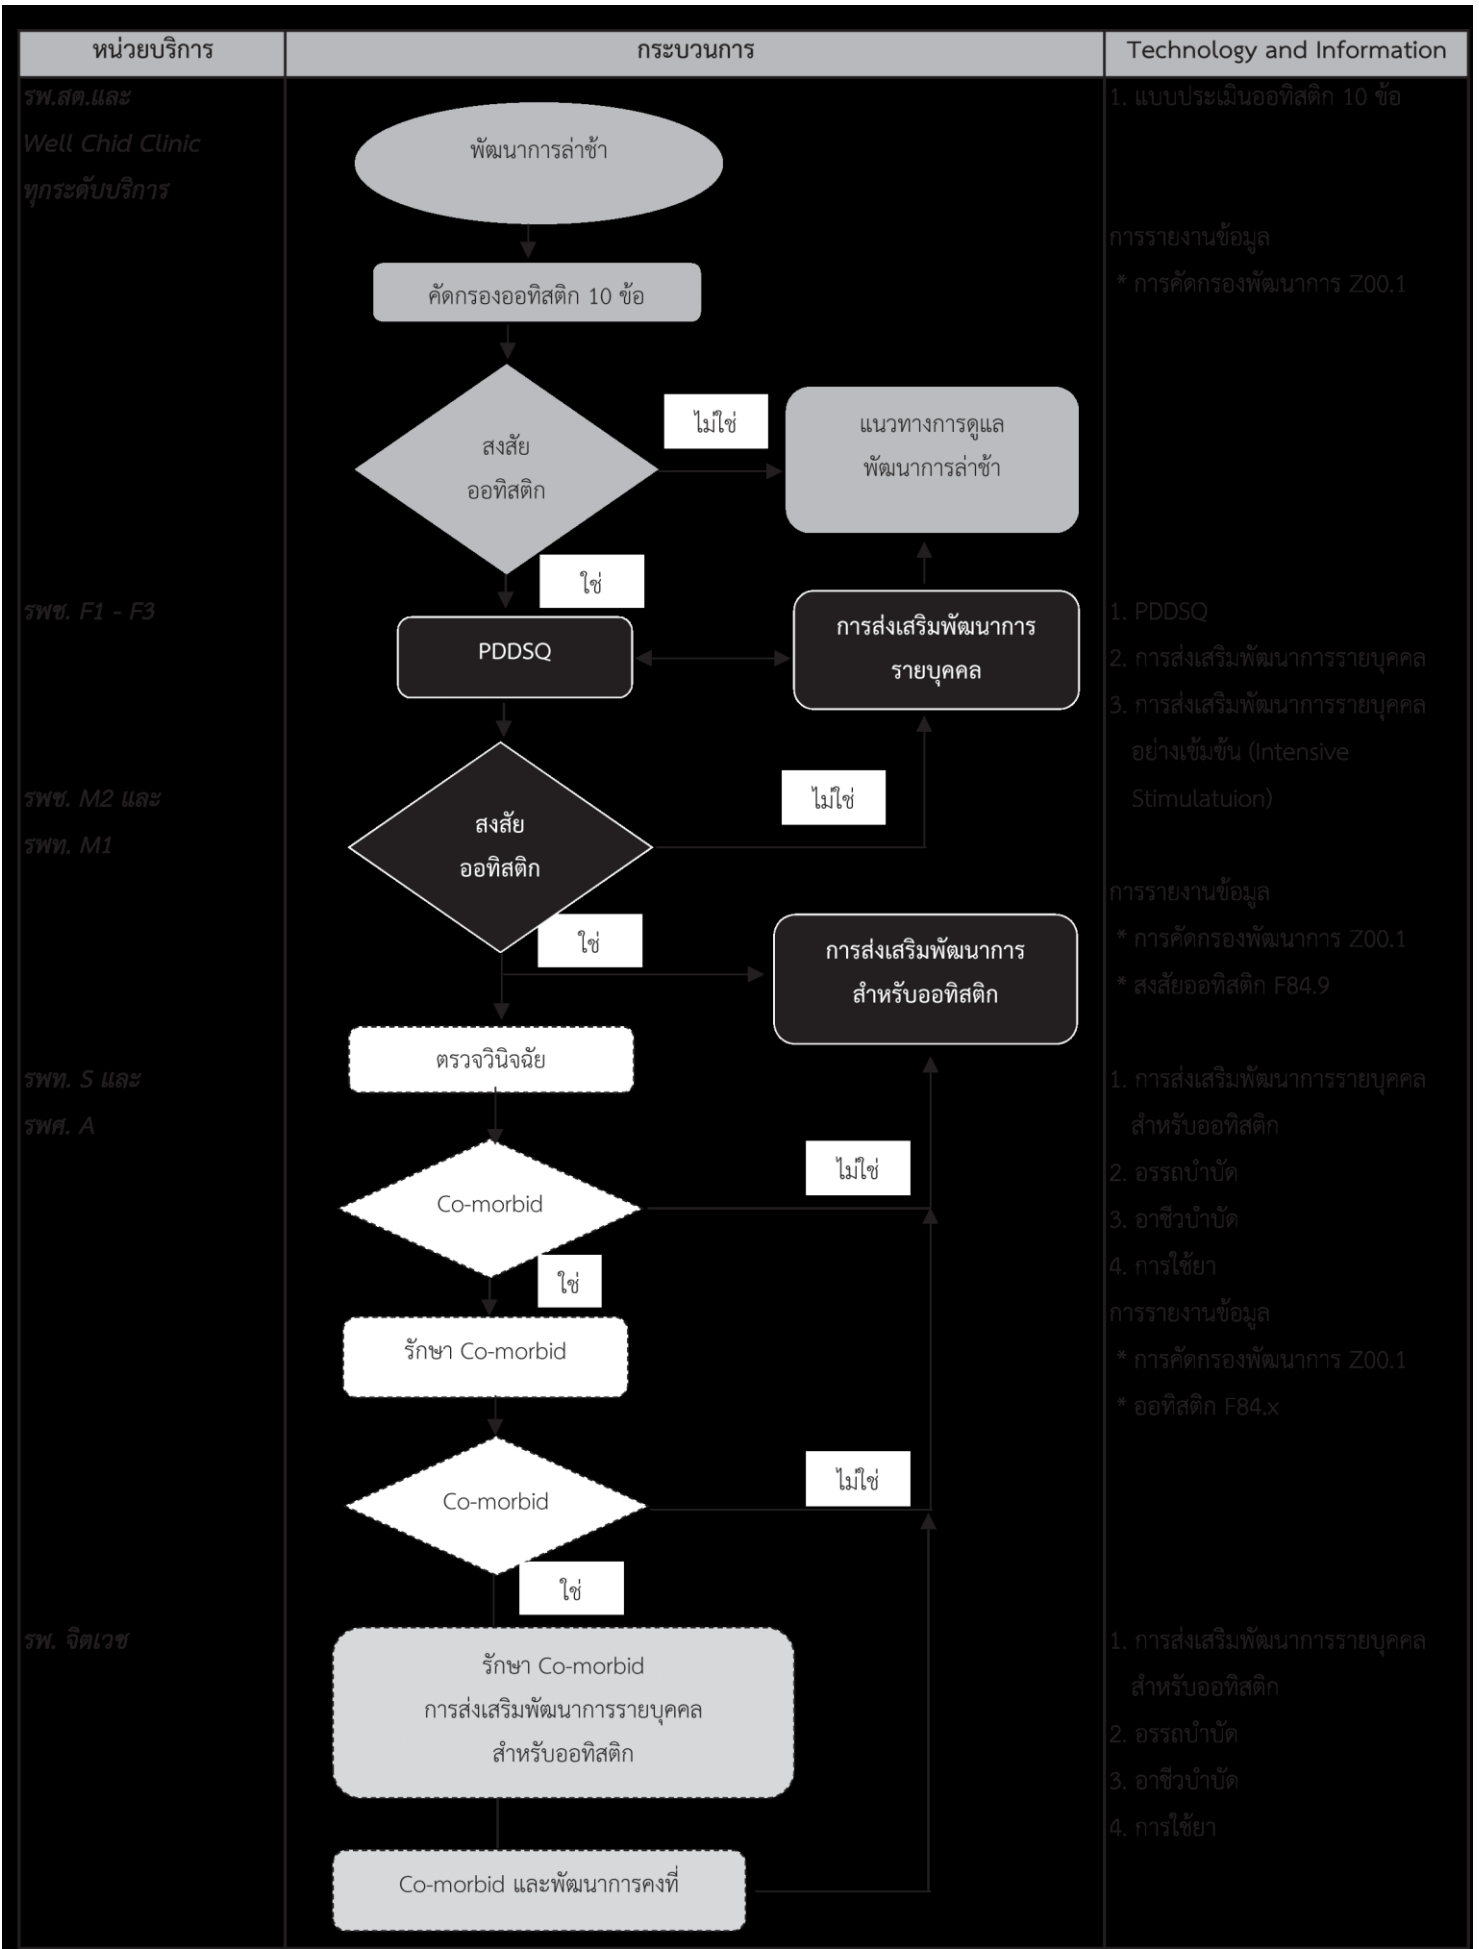 หน่วยบริการ
กระบวนการ
Technology and Information
รพ.สต.และ
Well Chid Clinic
ทุกระดับบริการ
พัฒนาการล่าช้า
1. แบบประเมินออทิสติก 10 ข้อ
การรายงานข้อมูล
* การคัดกรองพัฒนาการ Z00.1
คัดกรองออทิสติก 10 ข้อ
สงสัย
ออทิสติก
ไม่ใช่
แนวทางการดูแล
พัฒนาการล่าช้า
ใช่
รพช. F1 - F3
PDDSQ
การส่งเสริมพัฒนาการ
รายบุคคล
1. PDDSQ
2. การส่งเสริมพัฒนาการรายบุคคล
3. การส่งเสริมพัฒนาการรายบุคคล
อย่างเข้มข้น (Intensive
Stimulatuion)
รพช. M2 และ
รพท. M1
สงสัย
ออทิสติก
ไม่ใช่
ใช่
การส่งเสริมพัฒนาการ
สำหรับออทิสติก
การรายงานข้อมูล
* การคัดกรองพัฒนาการ Z00.1
* สงสัยออทิสติก F84.9
ตรวจวินิจฉัย
รพท. S และ
รพศ. A
Co-morbid
ไม่ใช่
ใช่
1. การส่งเสริมพัฒนาการรายบุคคล
สำหรับออทิสติก
2. อรรถบำบัด
3. อาชีวบำบัด
4. การใช้ยา
การรายงานข้อมูล
* การคัดกรองพัฒนาการ Z00.1
* ออทิสติก F84.x
รักษา Co-morbid
Co-morbid
ไม่ใช่
ใช่
รพ. จิตเวช
รักษา Co-morbid
การส่งเสริมพัฒนาการรายบุคคล
สำหรับออทิสติก
1. การส่งเสริมพัฒนาการรายบุคคล
สำหรับออทิสติก
2. อรรถบำบัด
3. อาชีวบำบัด
4. การใช้ยา
Co-morbid และพัฒนาการคงที่